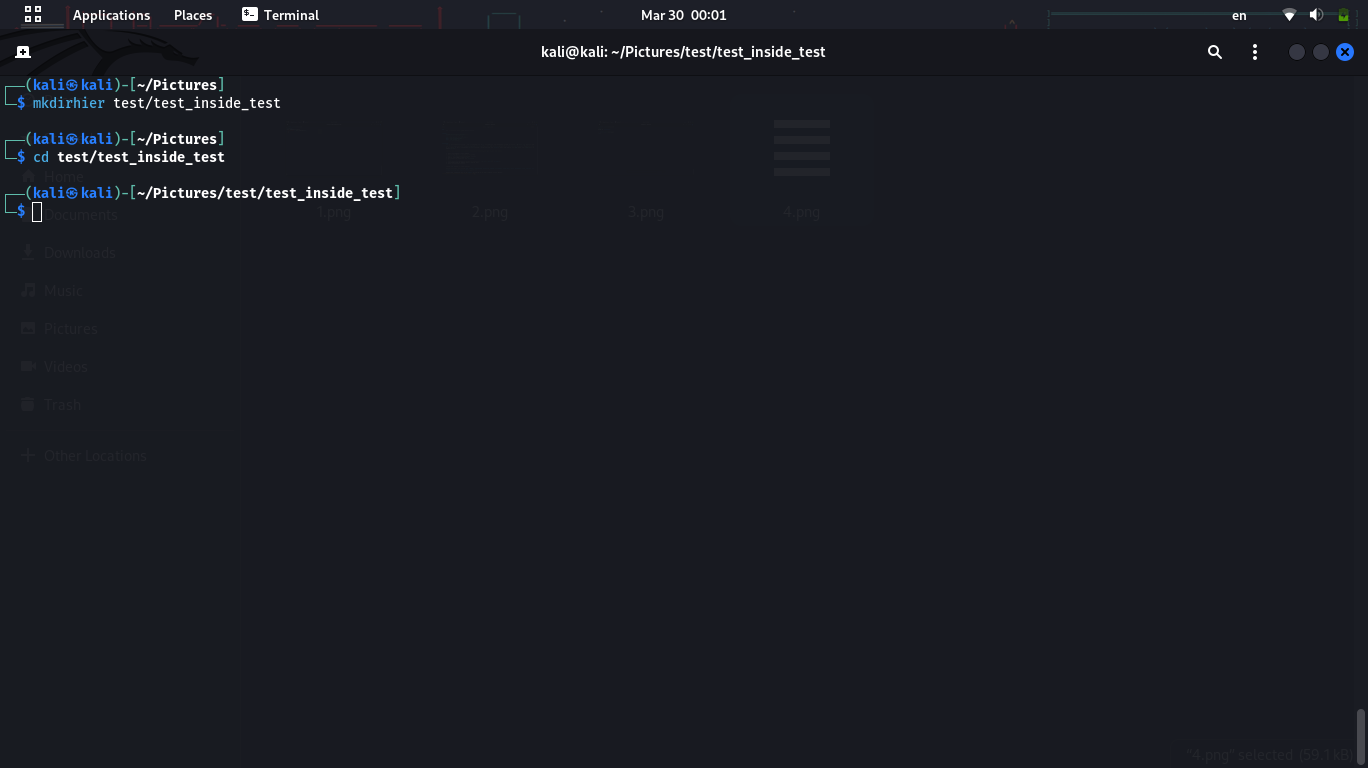 Applications Places Terminal Mar 30 00:01 en
kali@kali: ~/Pictures/test/test_inside_test
┌──(kali㉿kali)-[~/Pictures]
└─$ mkdirhier test/test_inside_test
┌──(kali㉿kali)-[~/Pictures]
└─$ cd test/test_inside_test
Home
┌──(kali㉿kali)-[~/Pictures/test/test_inside_test]
└─$
Documents 1.png 2.png 3.png 4.png
Downloads
Music
Pictures
Videos
Trash
Other Locations
"4.png" selected (59.1 kB)